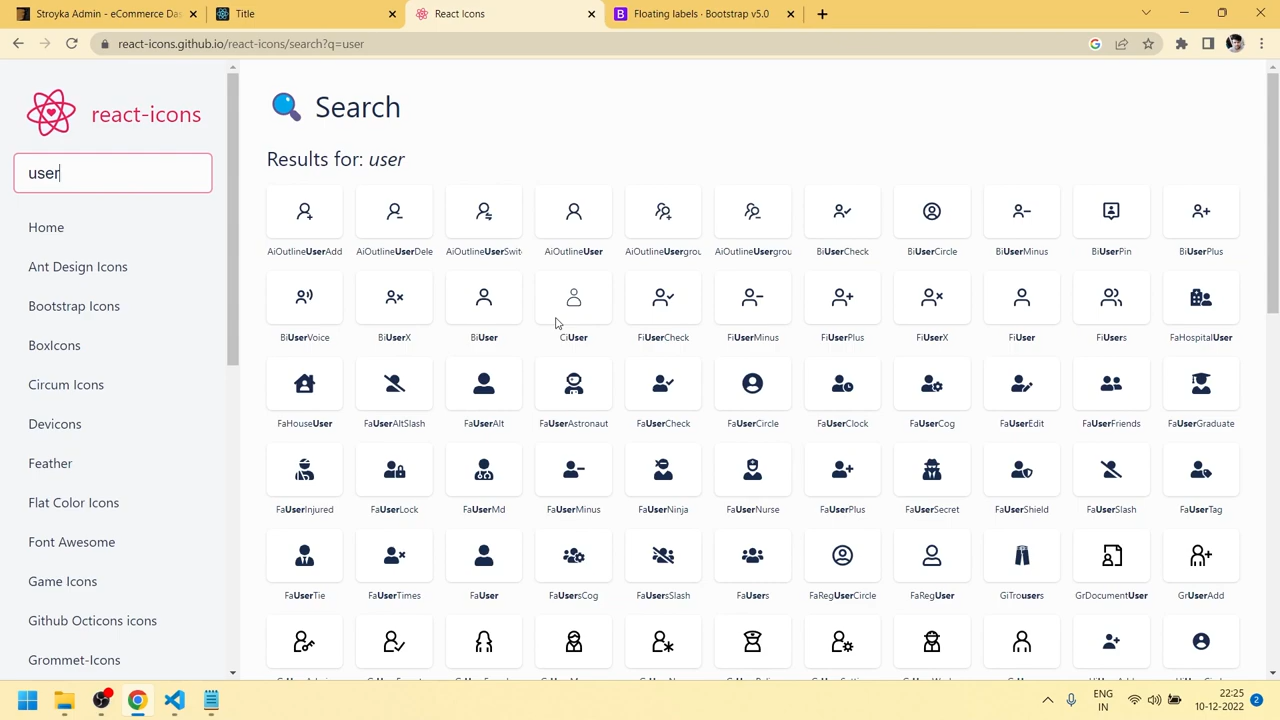 Stroyka Admin - eCommerce Das
Title
React Icons
Floating labels · Bootstrap v5.0
react-icons.github.io/react-icons/search?q=user
react-icons
user
Home
Ant Design Icons
Bootstrap Icons
BoxIcons
Circum Icons
Devicons
Feather
Flat Color Icons
Font Awesome
Game Icons
Github Octicons icons
Grommet-Icons
Search
Results for: user
AiOutlineUserAdd AiOutlineUserDele AiOutlineUserSwit AiOutlineUser AiOutlineUsergrou AiOutlineUsergrou BiUserCheck BiUserCircle BiUserMinus BiUserPin BiUserPlus
BiUserVoice BiUserX BiUser CiUser FiUserCheck FiUserMinus FiUserPlus FiUserX FiUser FiUsers FaHospitalUser
FaHouseUser FaUserAltSlash FaUserAlt FaUserAstronaut FaUserCheck FaUserCircle FaUserClock FaUserCog FaUserEdit FaUserFriends FaUserGraduate
FaUserInjured FaUserLock FaUserMd FaUserMinus FaUserNinja FaUserNurse FaUserPlus FaUserSecret FaUserShield FaUserSlash FaUserTag
FaUserTie FaUserTimes FaUser FaUsersCog FaUsersSlash FaUsers FaRegUserCircle FaRegUser GiTrousers GrDocumentUser GrUserAdd
ENG
IN
22:25
10-12-2022
2